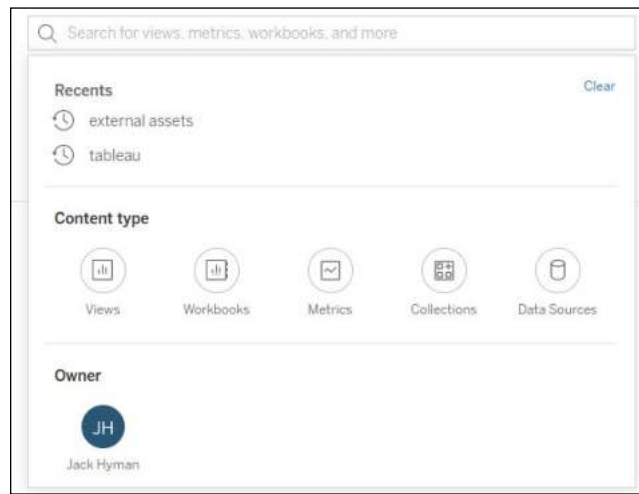 Search for views, metrics, workbooks, and more
Recents Clear
external assets
tableau
Content type
Views Workbooks Metrics Collections Data Sources
Owner
JH
Jack Hyman